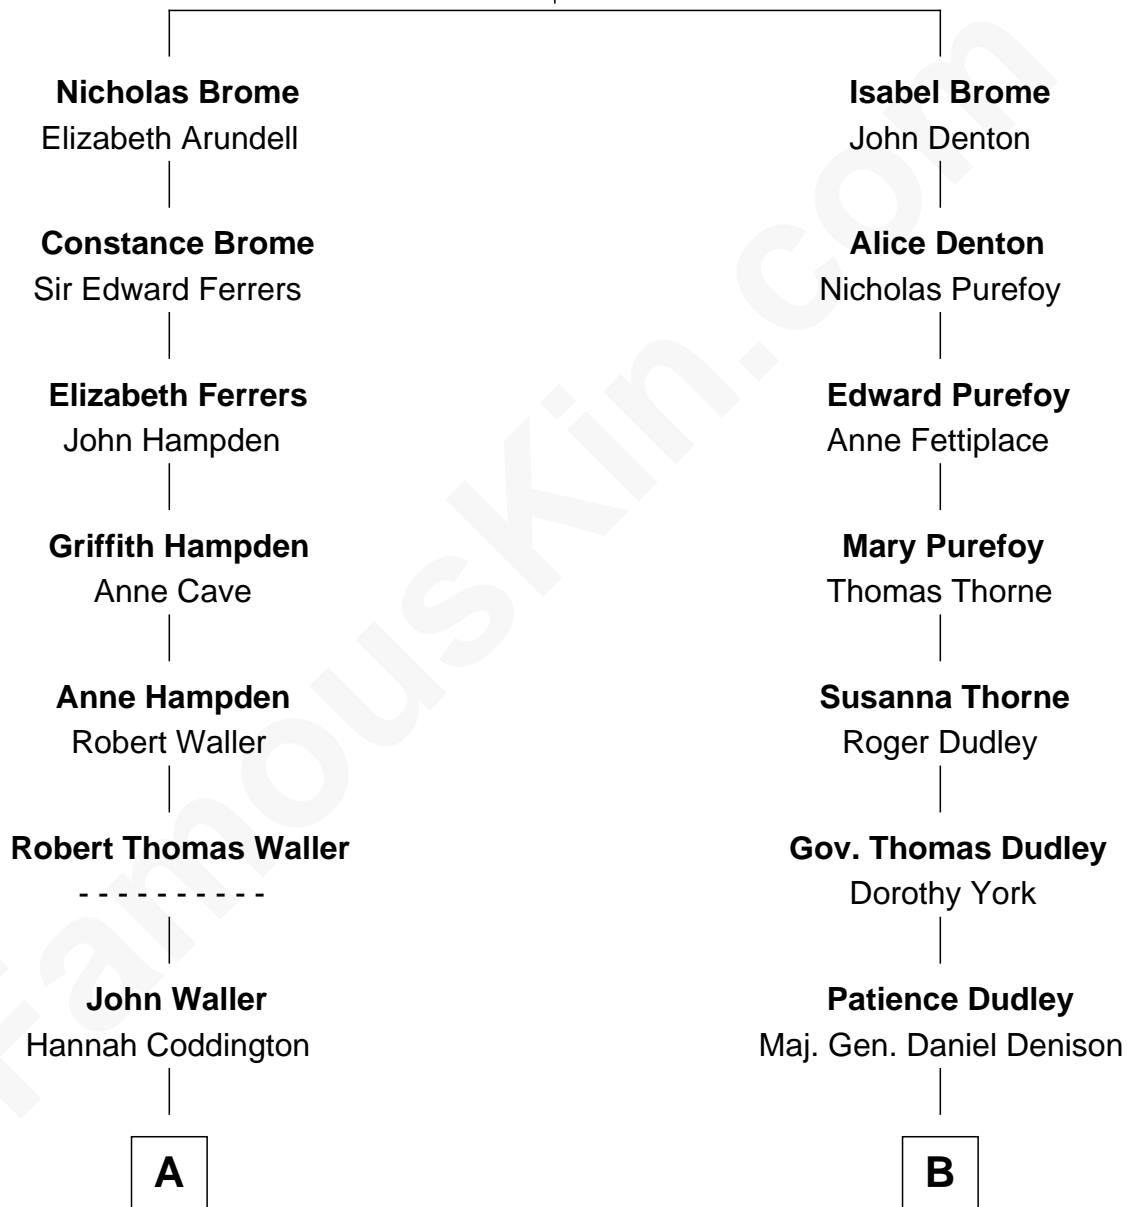 Nicholas Brome
Elizabeth Arundell
Constance Brome
Sir Edward Ferrers
Elizabeth Ferrers
John Hampden
Griffith Hampden
Anne Cave
Anne Hampden
Robert Waller
Robert Thomas Waller
- - - - - - - - - -
John Waller
Hannah Coddington
A
Isabel Brome
John Denton
Alice Denton
Nicholas Purefoy
Edward Purefoy
Anne Fettiplace
Mary Purefoy
Thomas Thorne
Susanna Thorne
Roger Dudley
Gov. Thomas Dudley
Dorothy York
Patience Dudley
Maj. Gen. Daniel Denison
B
FamousKin.com